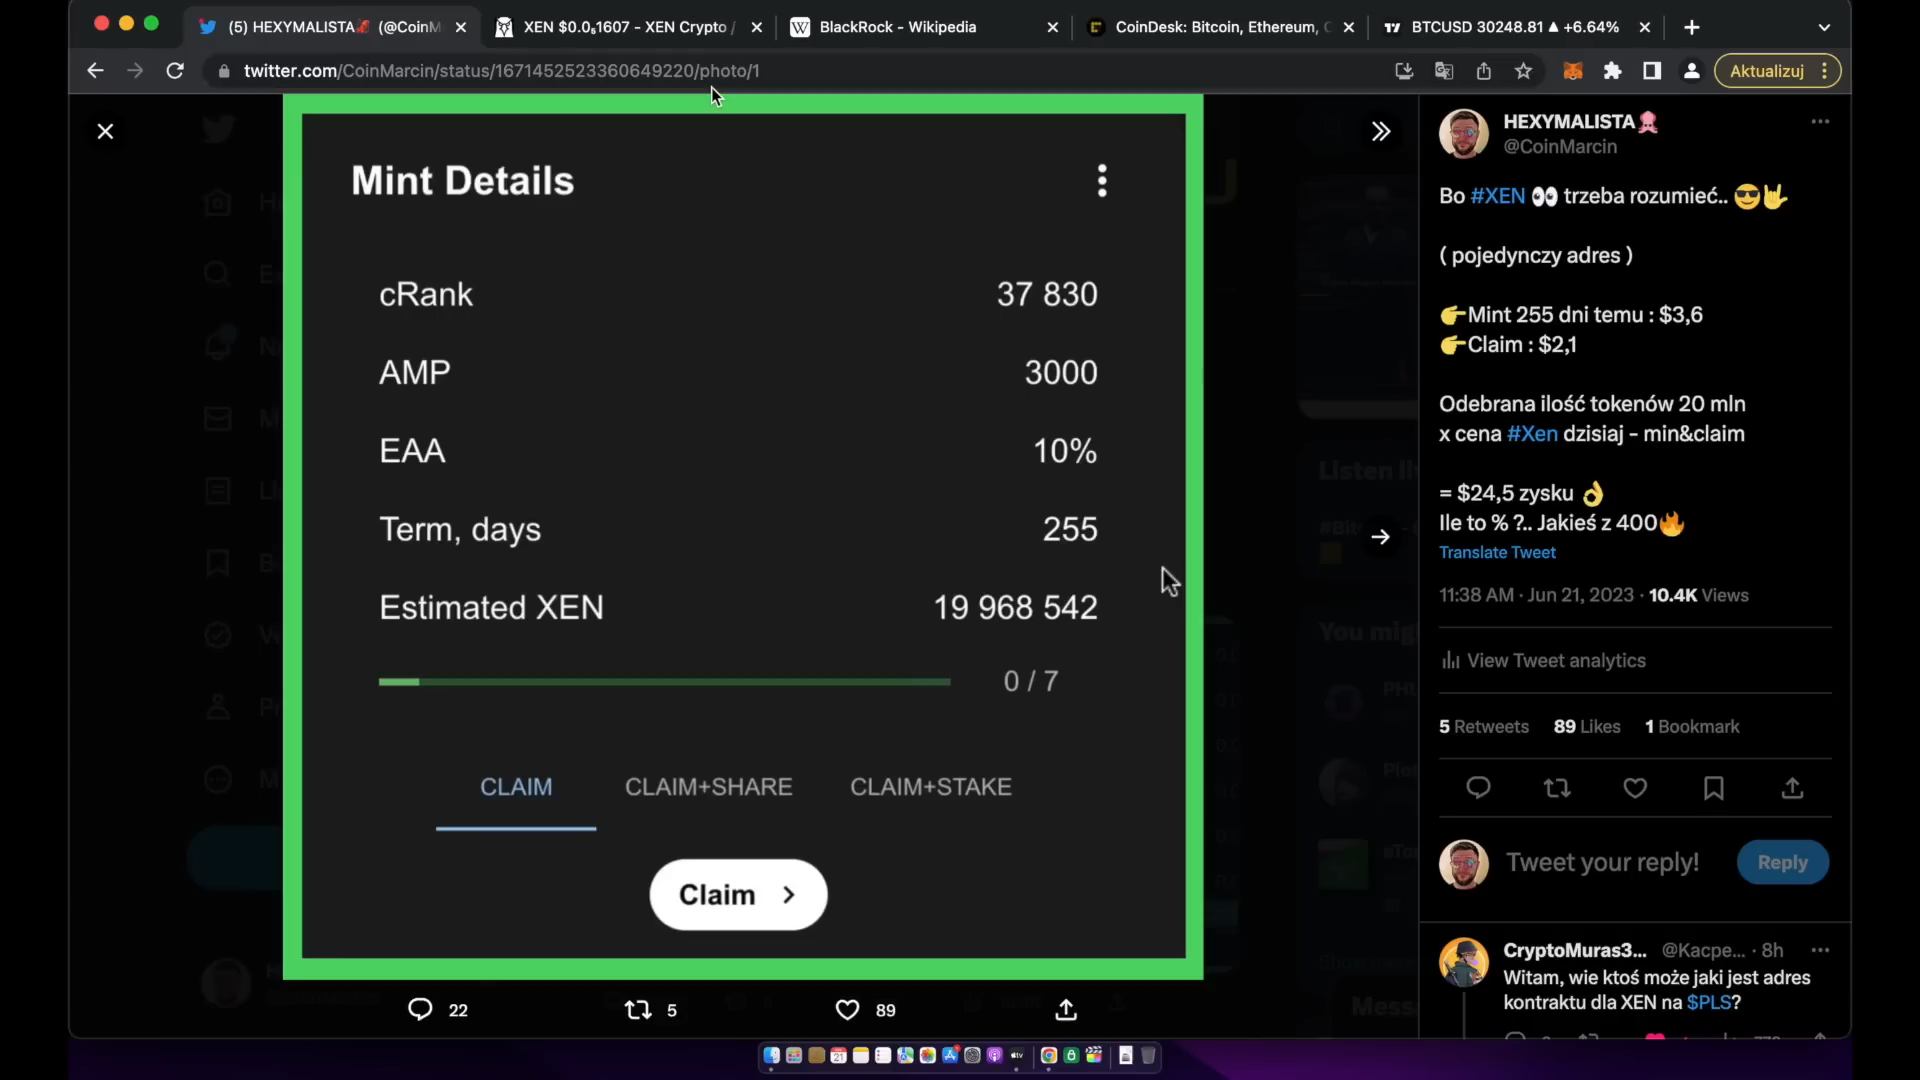 (5) HEXYMALISTA (@CoinM
XEN $0.0₅1607 - XEN Crypto /
BlackRock - Wikipedia
CoinDesk: Bitcoin, Ethereum, C
BTCUSD 30248.81 ▲ +6.64%
twitter.com/CoinMarcin/status/1671452523360649220/photo/1
Aktualizuj
Mint Details
cRank 37 830
AMP 3000
EAA 10%
Term, days 255
Estimated XEN 19 968 542
0 / 7
CLAIM CLAIM+SHARE CLAIM+STAKE
Claim
22 5 89
HEXYMALISTA
@CoinMarcin
Bo #XEN 👀 trzeba rozumieć.. 😎🤟
( pojedynczy adres )
👉Mint 255 dni temu : $3,6
👉Claim : $2,1
Odebrana ilość tokenów 20 mln
x cena #Xen dzisiaj - min&claim
= $24,5 zysku 👌
Ile to % ?.. Jakieś z 400🔥
Translate Tweet
11:38 AM · Jun 21, 2023 · 10.4K Views
View Tweet analytics
5 Retweets 89 Likes 1 Bookmark
Tweet your reply!
Reply
CryptoMuras3... @Kacpe... · 8h
Witam, wie ktoś może jaki jest adres
kontraktu dla XEN na $PLS?